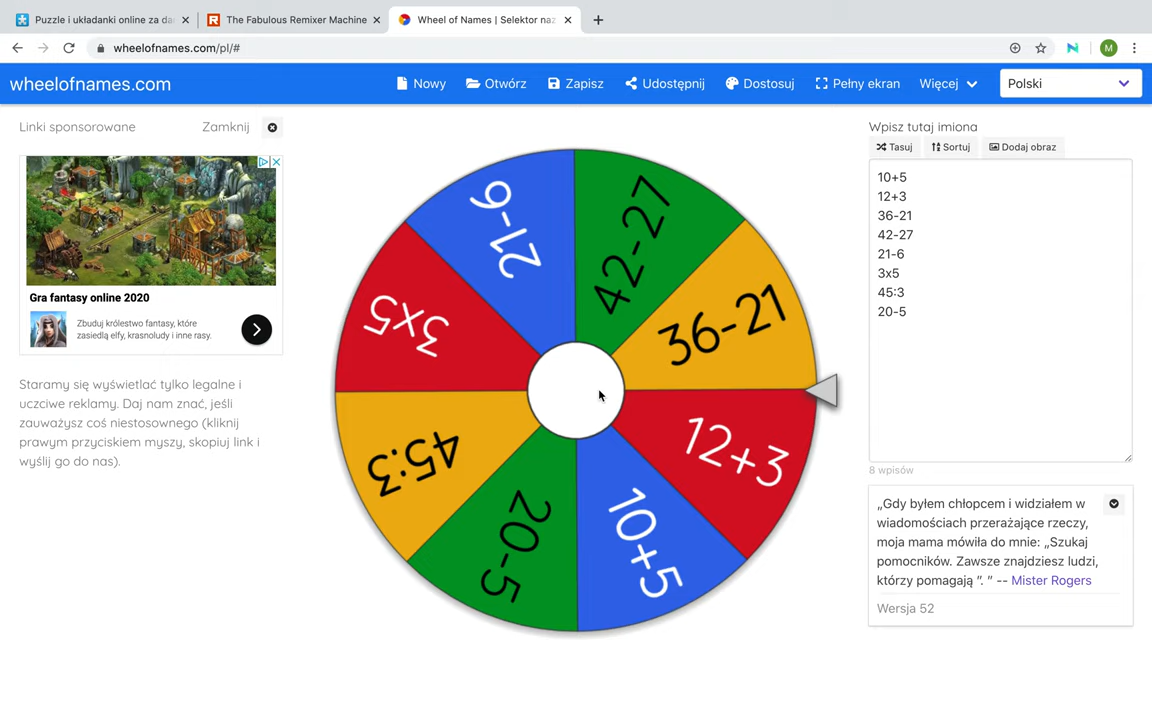 Puzzle i układanki online za da
The Fabulous Remixer Machine
Wheel of Names | Selektor naz
wheelofnames.com/pl/#
M
wheelofnames.com
Nowy
Otwórz
Zapisz
Udostępnij
Dostosuj
Pełny ekran
Więcej
Polski
Linki sponsorowane
Zamknij
Gra fantasy online 2020
Zbuduj królestwo fantasy, które
zasiedlą elfy, krasnoludy i inne rasy.
Staramy się wyświetlać tylko legalne i
uczciwe reklamy. Daj nam znać, jeśli
zauważysz coś niestosownego (kliknij
prawym przyciskiem myszy, skopiuj link i
wyślij go do nas).
21-6
42-27
36-21
3x5
12+3
45:3
20-5
10+5
Wpisz tutaj imiona
Tasuj
Sortuj
Dodaj obraz
10+5
12+3
36-21
42-27
21-6
3x5
45:3
20-5
8 wpisów
„Gdy byłem chłopcem i widziałem w
wiadomościach przerażające rzeczy,
moja mama mówiła do mnie: „Szukaj
pomocników. Zawsze znajdziesz ludzi,
którzy pomagają ”. ” -- Mister Rogers
Wersja 52